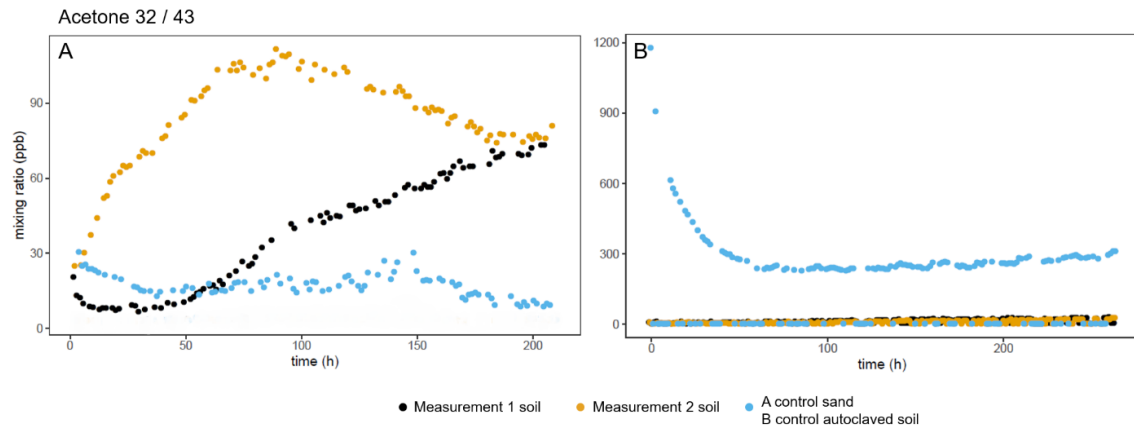 Acetone 32 / 43
A
B
mixing ratio (ppb)
90
60
30
0
0 50 100 150 200
time (h)
1200
900
600
300
0
0 100 200
time (h)
Measurement 1 soil
Measurement 2 soil
A control sand
B control autoclaved soil